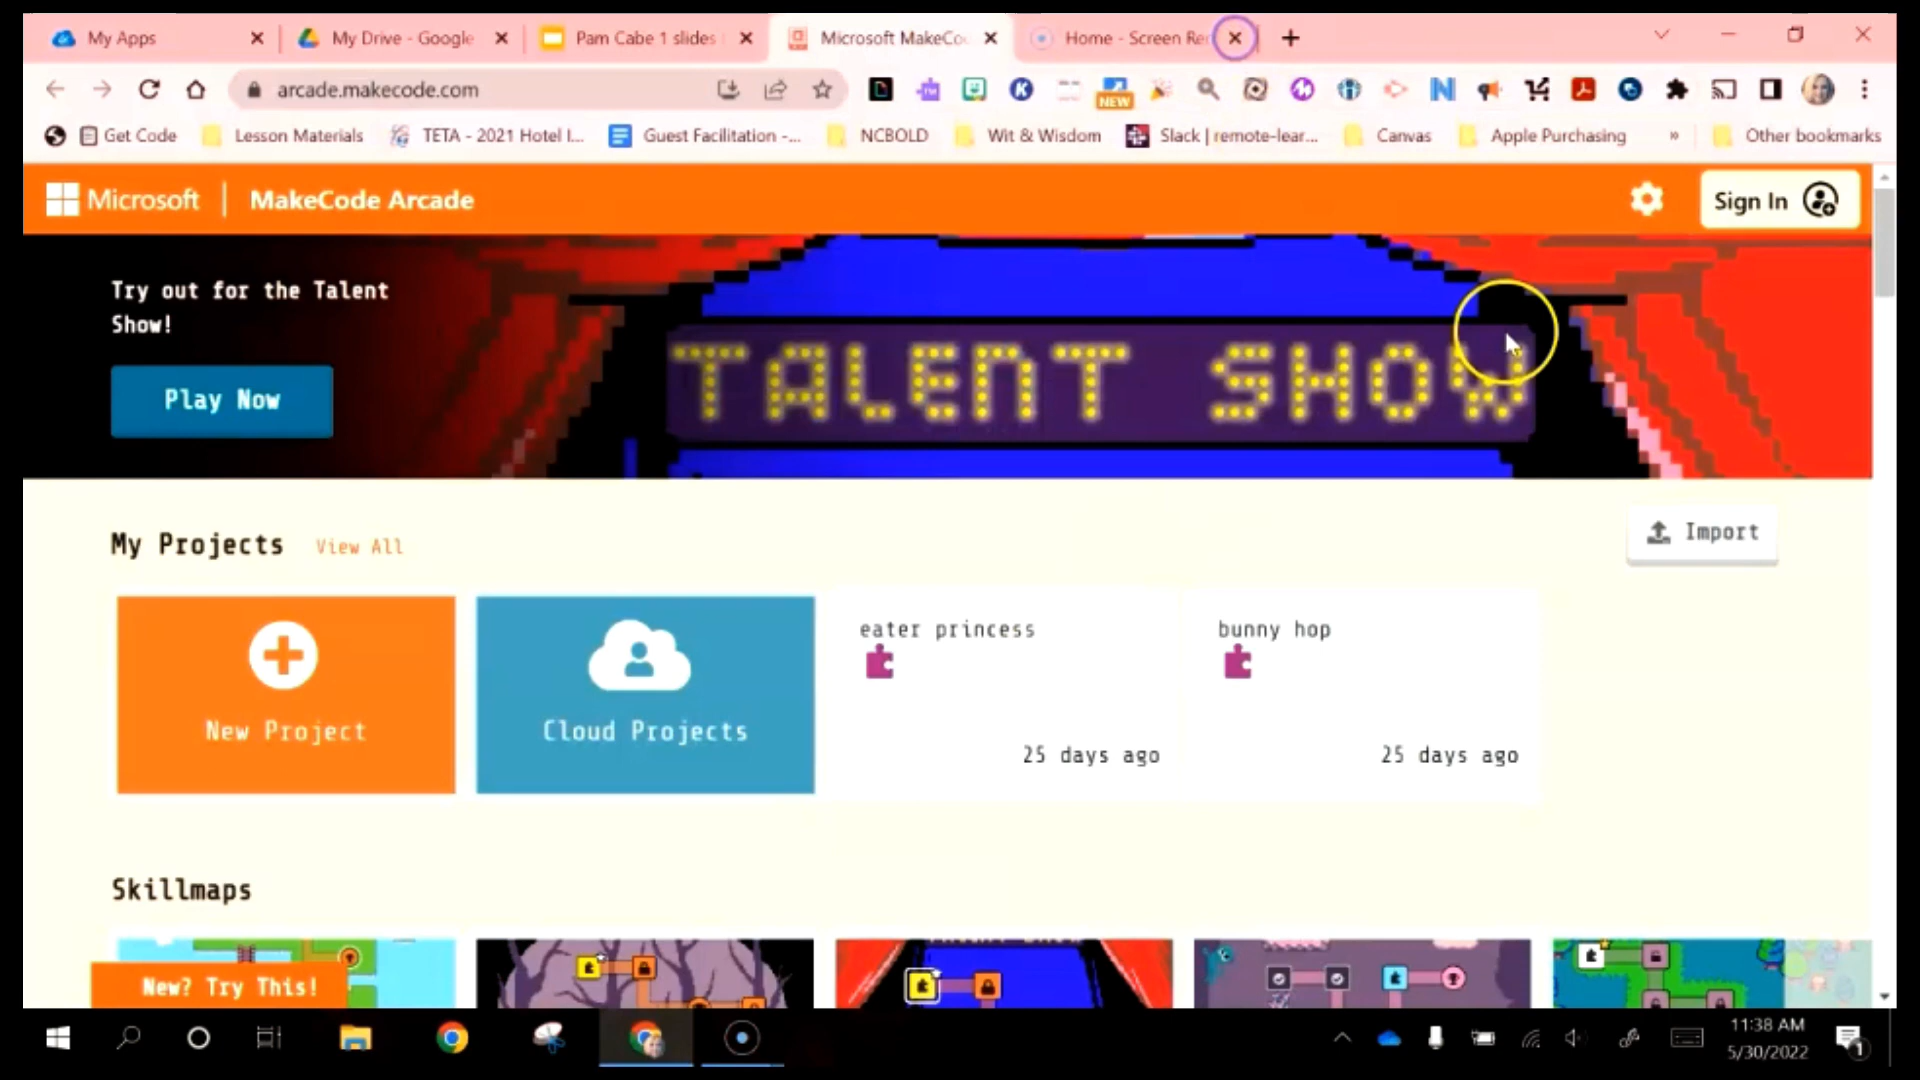 My Apps
My Drive - Google
Pam Cabe 1 slides
Microsoft MakeCo
Home - Screen Re
arcade.makecode.com
NEW
Get Code
Lesson Materials
TETA - 2021 Hotel I...
Guest Facilitation -...
NCBOLD
Wit & Wisdom
Slack | remote-lear...
Canvas
Apple Purchasing
»
Other bookmarks
Microsoft | MakeCode Arcade
Sign In
Try out for the Talent
Show!
Play Now
TALENT SHOW
My Projects View All
Import
New Project
Cloud Projects
eater princess
25 days ago
bunny hop
25 days ago
Skillmaps
New? Try This!
11:38 AM
5/30/2022
1